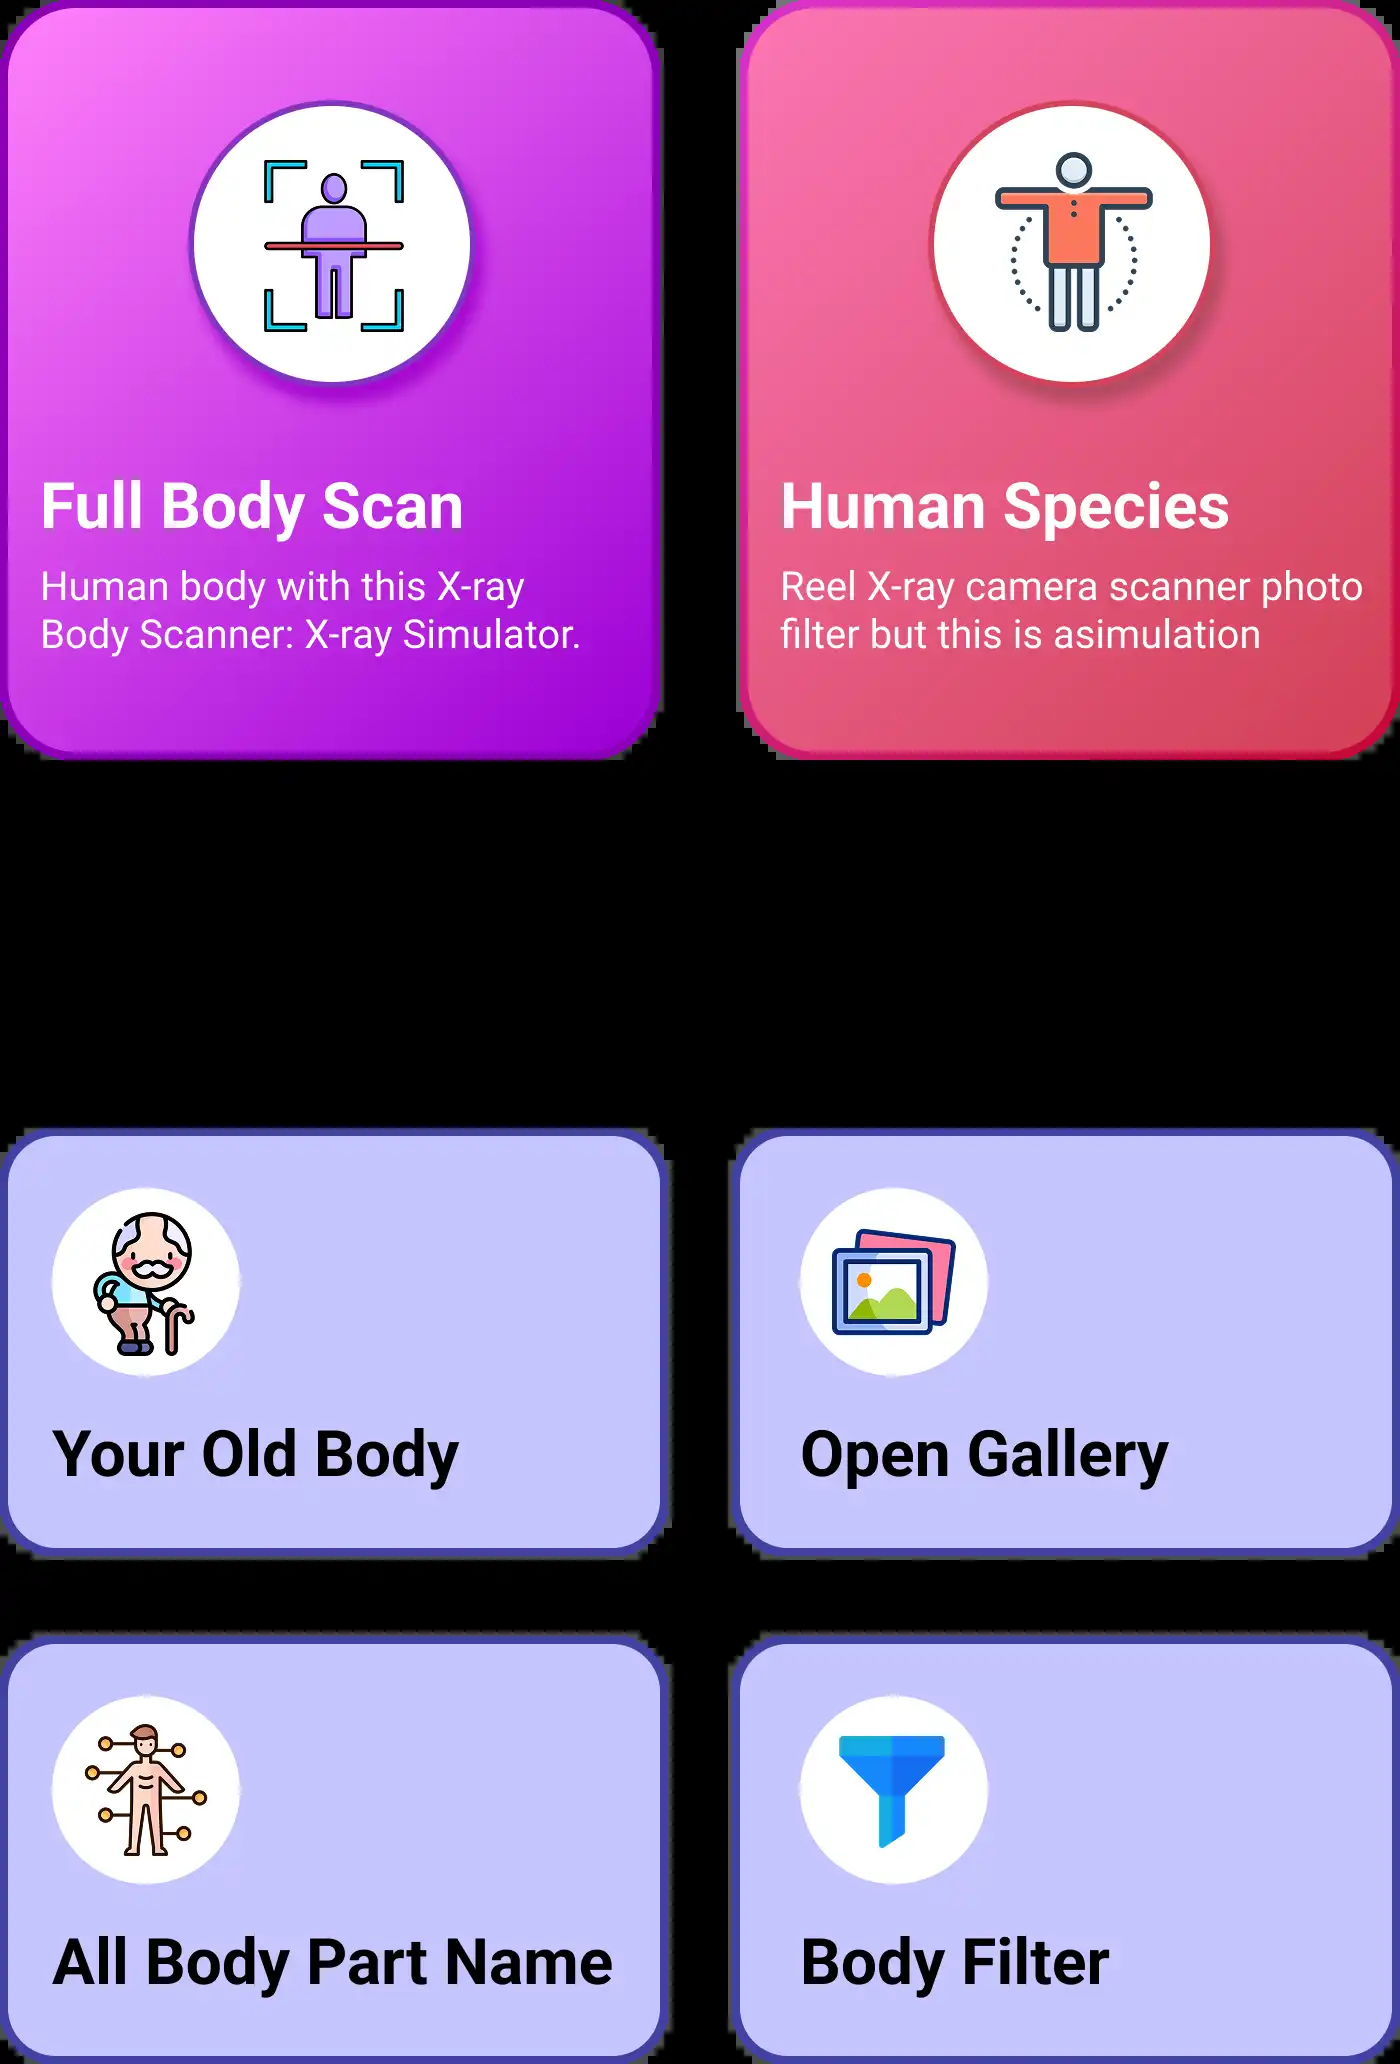 Full Body Scan
Human body with this X-ray
Body Scanner: X-ray Simulator.
Human Species
Reel X-ray camera scanner photo
filter but this is asimulation
Your Old Body
Open Gallery
All Body Part Name
Body Filter